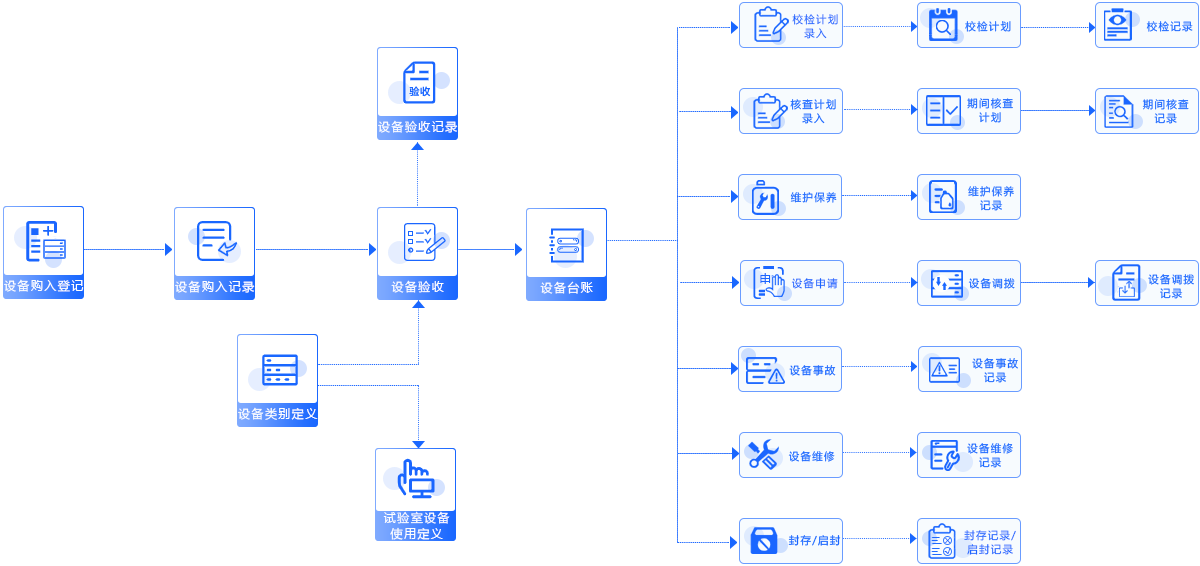 设备购入登记
设备购入记录
验收
设备验收记录
设备验收
设备类别定义
试验室设备
使用定义
设备台账
校检计划
录入
校检计划
校检记录
核查计划
录入
期间核查
计划
期间核查
记录
维护保养
维护保养
记录
申
设备申请
设备调拨
设备调拨
记录
设备事故
设备事故
记录
设备维修
设备维修
记录
封存/启封
封存记录/
启封记录